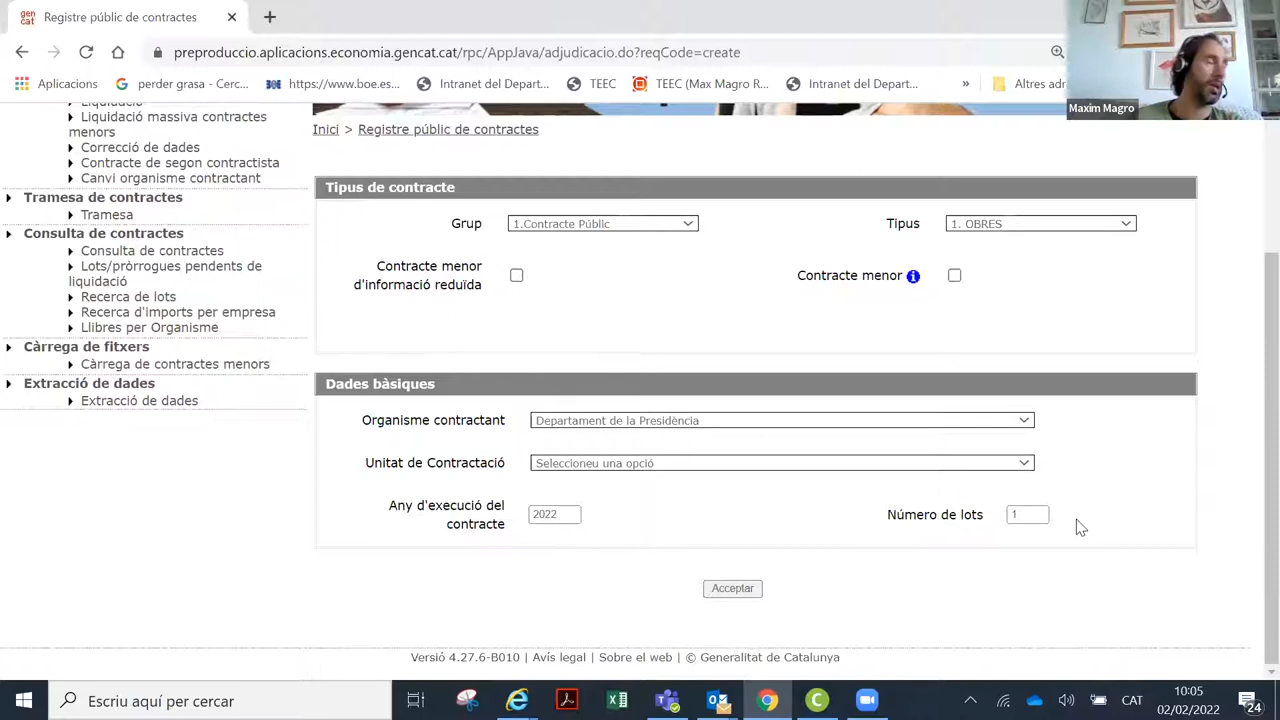 gen
cat
Registre públic de contractes
preproduccio.aplicacions.economia.gencat.cat/rpc/AppJava/adjudicacio.do?reqCode=create
Aplicacions
perder grasa - Cerc...
https://www.boe.es...
Intranet del Depart...
TEEC
TEEC (Max Magro R...
Intranet del Depart...
»
Altres adr
Maxim Magro
Liquidació
Liquidació massiva contractes
menors
Correcció de dades
Contracte de segon contractista
Canvi organisme contractant
Tramesa de contractes
Tramesa
Consulta de contractes
Consulta de contractes
Lots/pròrrogues pendents de
liquidació
Recerca de lots
Recerca d'imports per empresa
Llibres per Organisme
Càrrega de fitxers
Càrrega de contractes menors
Extracció de dades
Extracció de dades
Inici > Registre públic de contractes
Tipus de contracte
Grup 1.Contracte Públic Tipus 1. OBRES
Contracte menor
d'informació reduïda
Contracte menor i
Dades bàsiques
Organisme contractant Departament de la Presidència
Unitat de Contractació Seleccioneu una opció
Any d'execució del
contracte
2022
Número de lots 1
Acceptar
Versió 4.27.6-B010 | Avís legal | Sobre el web | © Generalitat de Catalunya
Escriu aquí per cercar
CAT
10:05
02/02/2022
24